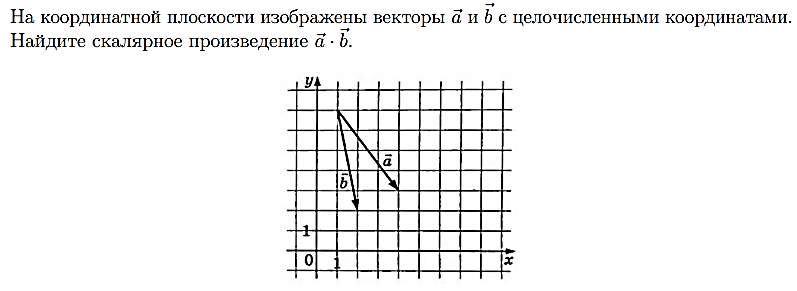 На координатной плоскости изображены векторы a⃗ и b⃗ с целочисленными координатами.
Найдите скалярное произведение a⃗ · b⃗.
y
a⃗
b⃗
1
0 1 x